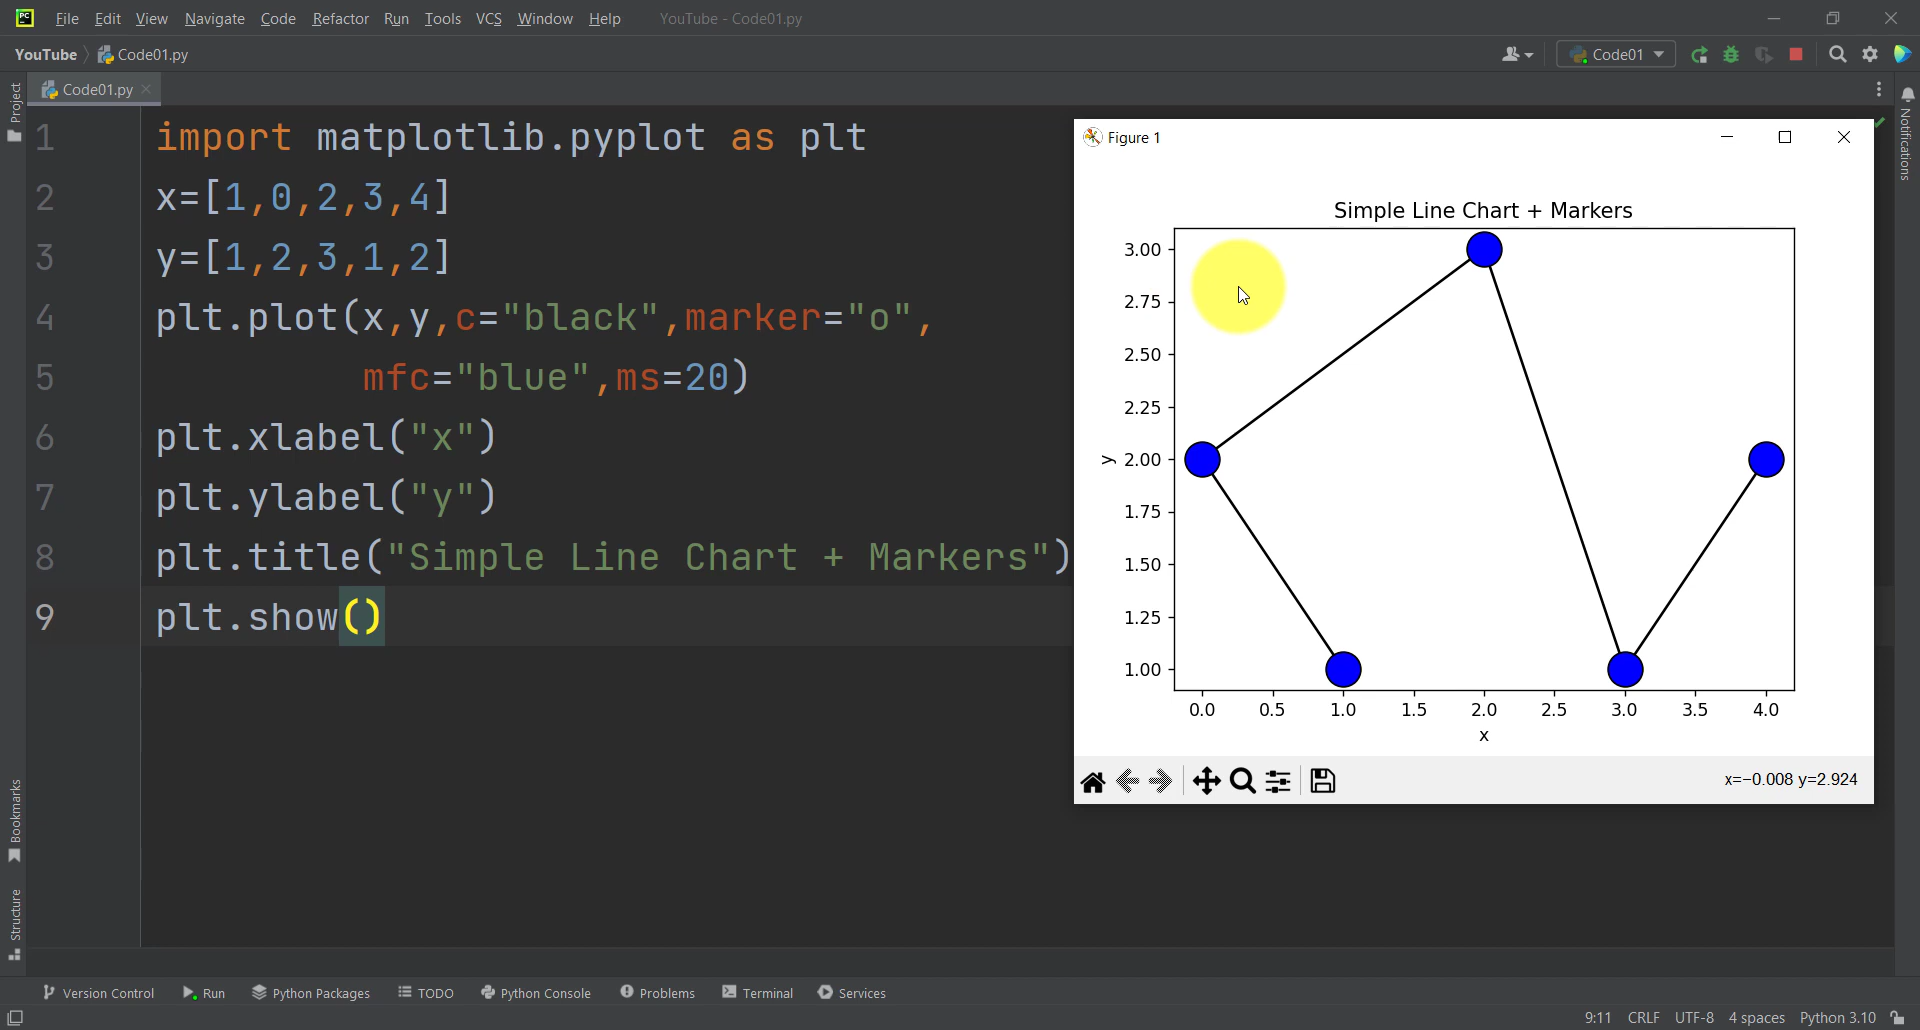 File Edit View Navigate Code Refactor Run Tools VCS Window Help YouTube - Code01.py
YouTube Code01.py Code01
Code01.py
Project
Notifications
1 import matplotlib.pyplot as plt
2 x=[1,0,2,3,4]
3 y=[1,2,3,1,2]
4 plt.plot(x,y,c="black",marker="o",
5 mfc="blue",ms=20)
6 plt.xlabel("x")
7 plt.ylabel("y")
8 plt.title("Simple Line Chart + Markers")
9 plt.show()
Figure 1
Simple Line Chart + Markers
3.00
2.75
2.50
2.25
2.00
1.75
1.50
1.25
1.00
y
0.0 0.5 1.0 1.5 2.0 2.5 3.0 3.5 4.0
x
x=−0.008 y=2.924
Bookmarks
Structure
Version Control Run Python Packages TODO Python Console Problems Terminal Services
9:11 CRLF UTF-8 4 spaces Python 3.10